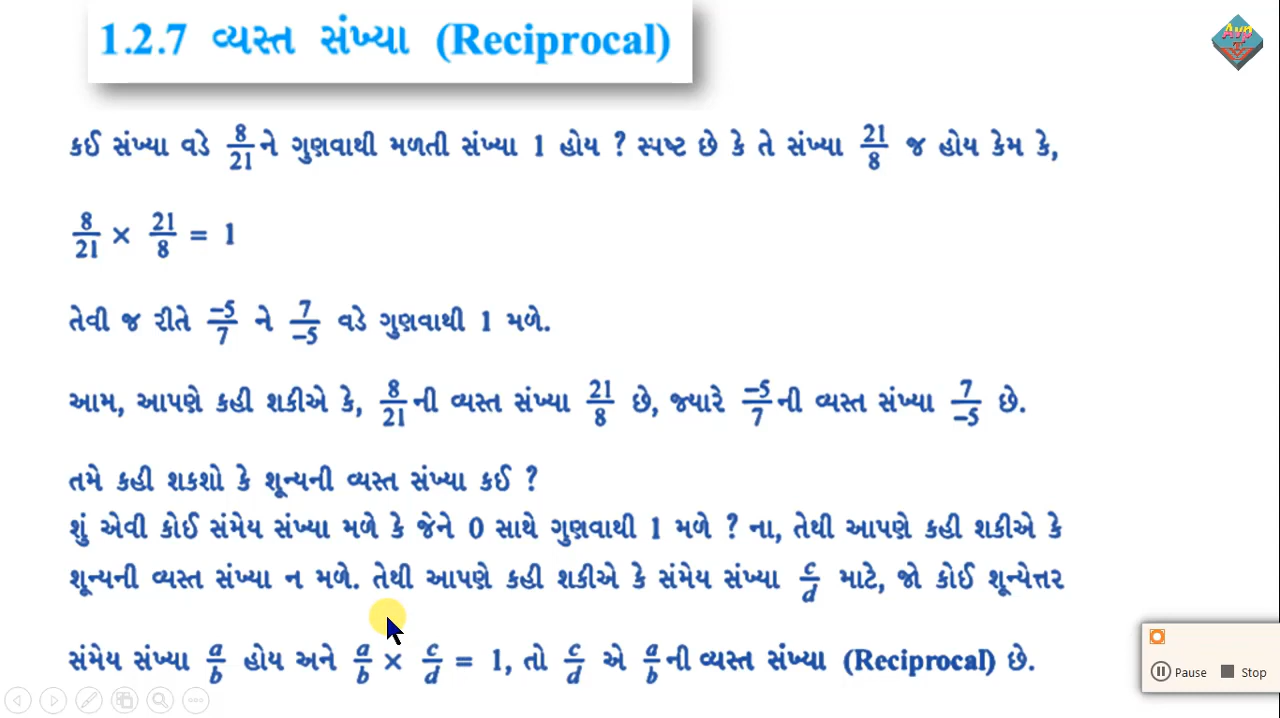 1.2.7 વ્યસ્ત સંખ્યા (Reciprocal)
Avp
કઈ સંખ્યા વડે 8/21 ને ગુણવાથી મળતી સંખ્યા 1 હોય ? સ્પષ્ટ છે કે તે સંખ્યા 21/8 જ હોય કેમ કે,
8/21 × 21/8 = 1
તેવી જ રીતે –5/7 ને 7/–5 વડે ગુણવાથી 1 મળે.
આમ, આપણે કહી શકીએ કે, 8/21 ની વ્યસ્ત સંખ્યા 21/8 છે, જ્યારે –5/7 ની વ્યસ્ત સંખ્યા 7/–5 છે.
તમે કહી શકશો કે શૂન્યની વ્યસ્ત સંખ્યા કઈ ?
શું એવી કોઈ સંમેય સંખ્યા મળે કે જેને 0 સાથે ગુણવાથી 1 મળે ? ના, તેથી આપણે કહી શકીએ કે
શૂન્યની વ્યસ્ત સંખ્યા ન મળે. તેથી આપણે કહી શકીએ કે સંમેય સંખ્યા c/d માટે, જો કોઈ શૂન્યેત્તર
સંમેય સંખ્યા a/b હોય અને a/b × c/d = 1, તો c/d એ a/b ની વ્યસ્ત સંખ્યા (Reciprocal) છે.
Pause Stop